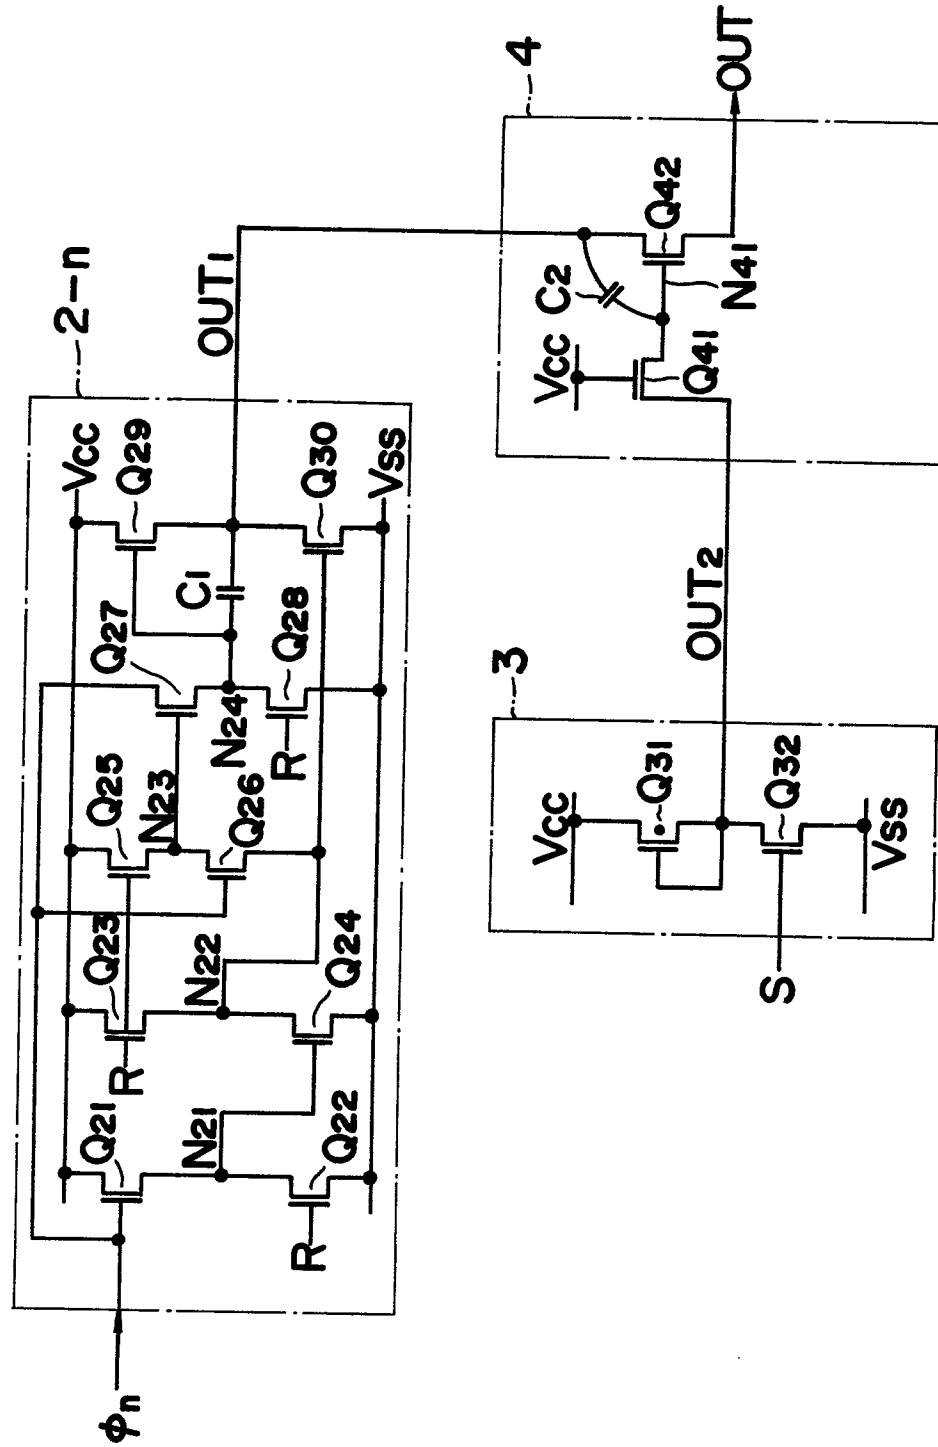 2-n
VCC
Q29
Q27
C1
OUT1
Q25
N23
N24
Q28
Q30
VSS
Q23
R
Q26
R
Q21
N22
Q24
N21
Q22
R
φn
4
VCC
C2
Q42
OUT
Q41
N41
3
OUT2
VCC
Q31
Q32
VSS
S